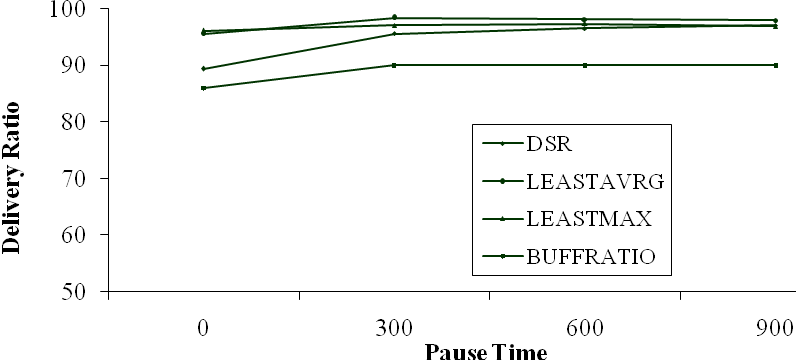 100
90
80
70
60
50
Delivery Ratio
DSR
LEASTAVRG
LEASTMAX
BUFFRATIO
0 300 600 900
Pause Time